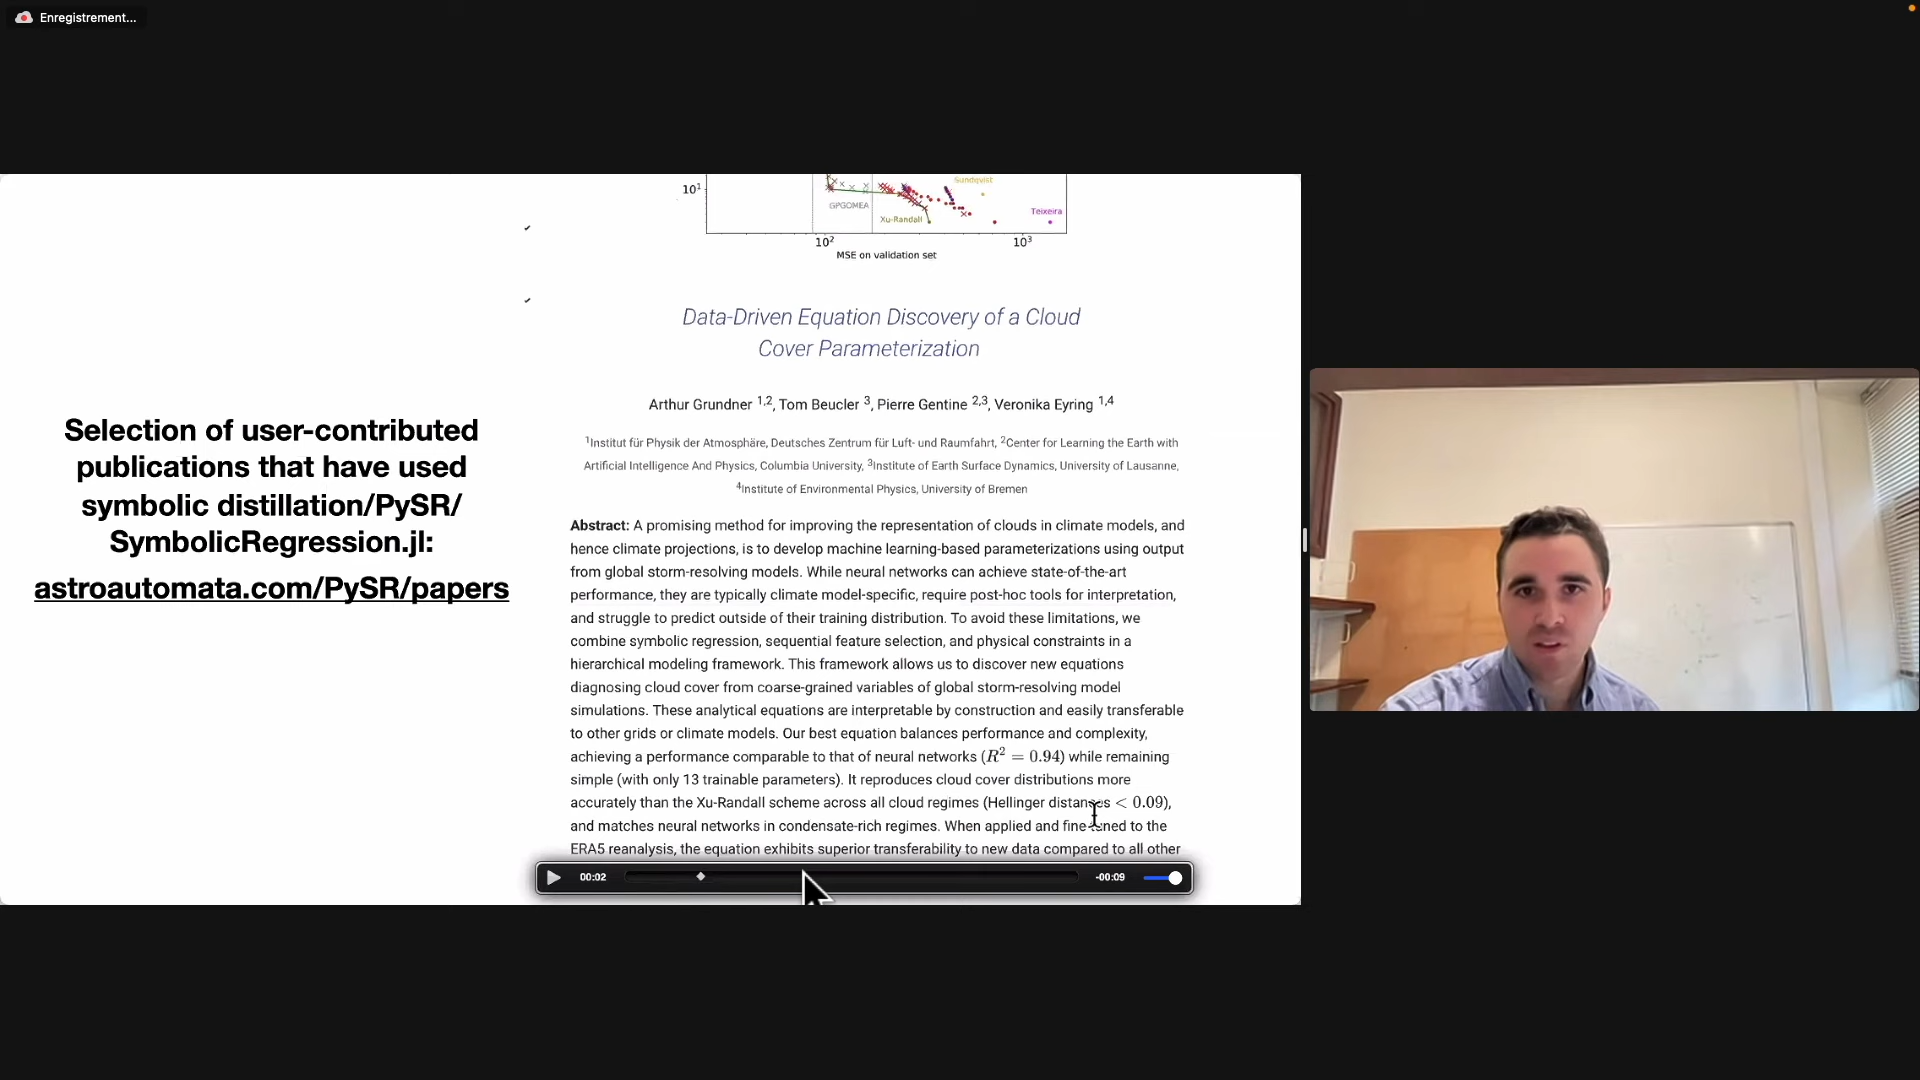 Enregistrement...
Selection of user-contributed
publications that have used
symbolic distillation/PySR/
SymbolicRegression.jl:
astroautomata.com/PySR/papers
10¹
Sundqvist
GPGOMEA
Teixeira
Xu-Randall
10²
10³
MSE on validation set
Data-Driven Equation Discovery of a Cloud
Cover Parameterization
Arthur Grundner 1,2, Tom Beucler 3, Pierre Gentine 2,3, Veronika Eyring 1,4
1Institut für Physik der Atmosphäre, Deutsches Zentrum für Luft- und Raumfahrt, 2Center for Learning the Earth with
Artificial Intelligence And Physics, Columbia University, 3Institute of Earth Surface Dynamics, University of Lausanne,
4Institute of Environmental Physics, University of Bremen
Abstract: A promising method for improving the representation of clouds in climate models, and
hence climate projections, is to develop machine learning-based parameterizations using output
from global storm-resolving models. While neural networks can achieve state-of-the-art
performance, they are typically climate model-specific, require post-hoc tools for interpretation,
and struggle to predict outside of their training distribution. To avoid these limitations, we
combine symbolic regression, sequential feature selection, and physical constraints in a
hierarchical modeling framework. This framework allows us to discover new equations
diagnosing cloud cover from coarse-grained variables of global storm-resolving model
simulations. These analytical equations are interpretable by construction and easily transferable
to other grids or climate models. Our best equation balances performance and complexity,
achieving a performance comparable to that of neural networks (R² = 0.94) while remaining
simple (with only 13 trainable parameters). It reproduces cloud cover distributions more
accurately than the Xu-Randall scheme across all cloud regimes (Hellinger distances < 0.09),
and matches neural networks in condensate-rich regimes. When applied and fine-tuned to the
ERA5 reanalysis, the equation exhibits superior transferability to new data compared to all other
00:02
-00:09